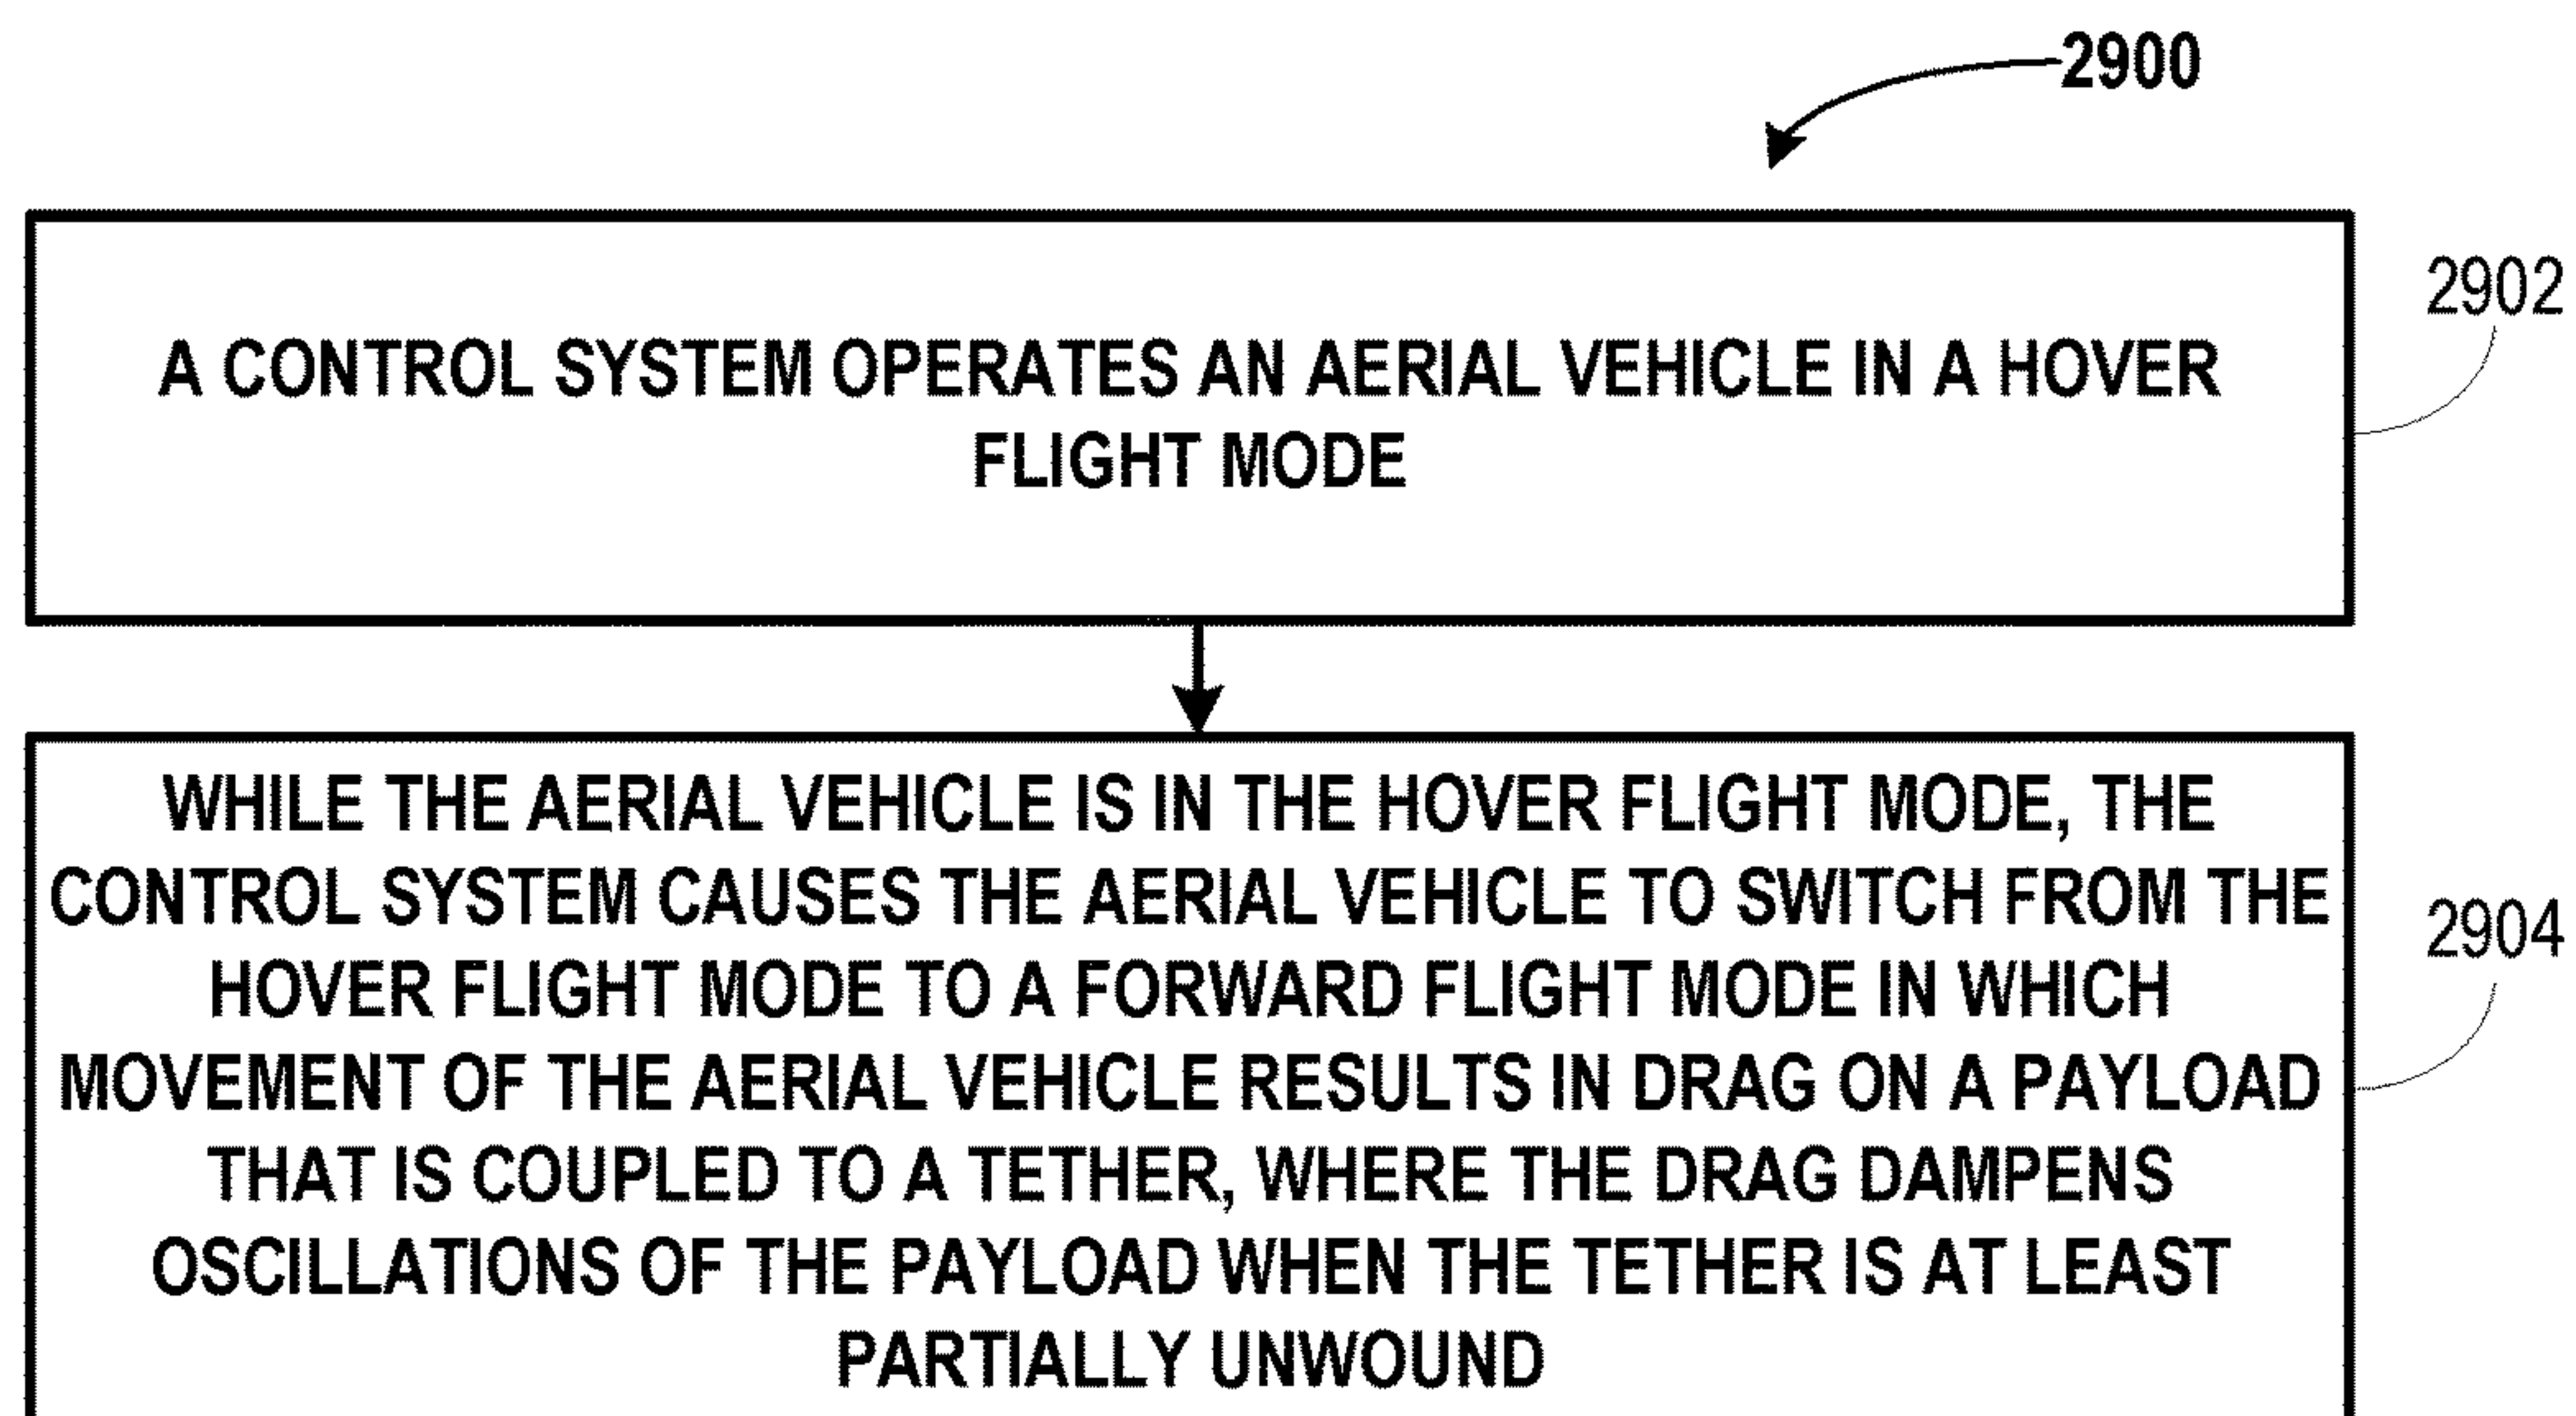 2900
A CONTROL SYSTEM OPERATES AN AERIAL VEHICLE IN A HOVER
FLIGHT MODE
2902
WHILE THE AERIAL VEHICLE IS IN THE HOVER FLIGHT MODE, THE
CONTROL SYSTEM CAUSES THE AERIAL VEHICLE TO SWITCH FROM THE
HOVER FLIGHT MODE TO A FORWARD FLIGHT MODE IN WHICH
MOVEMENT OF THE AERIAL VEHICLE RESULTS IN DRAG ON A PAYLOAD
THAT IS COUPLED TO A TETHER, WHERE THE DRAG DAMPENS
OSCILLATIONS OF THE PAYLOAD WHEN THE TETHER IS AT LEAST
PARTIALLY UNWOUND
2904